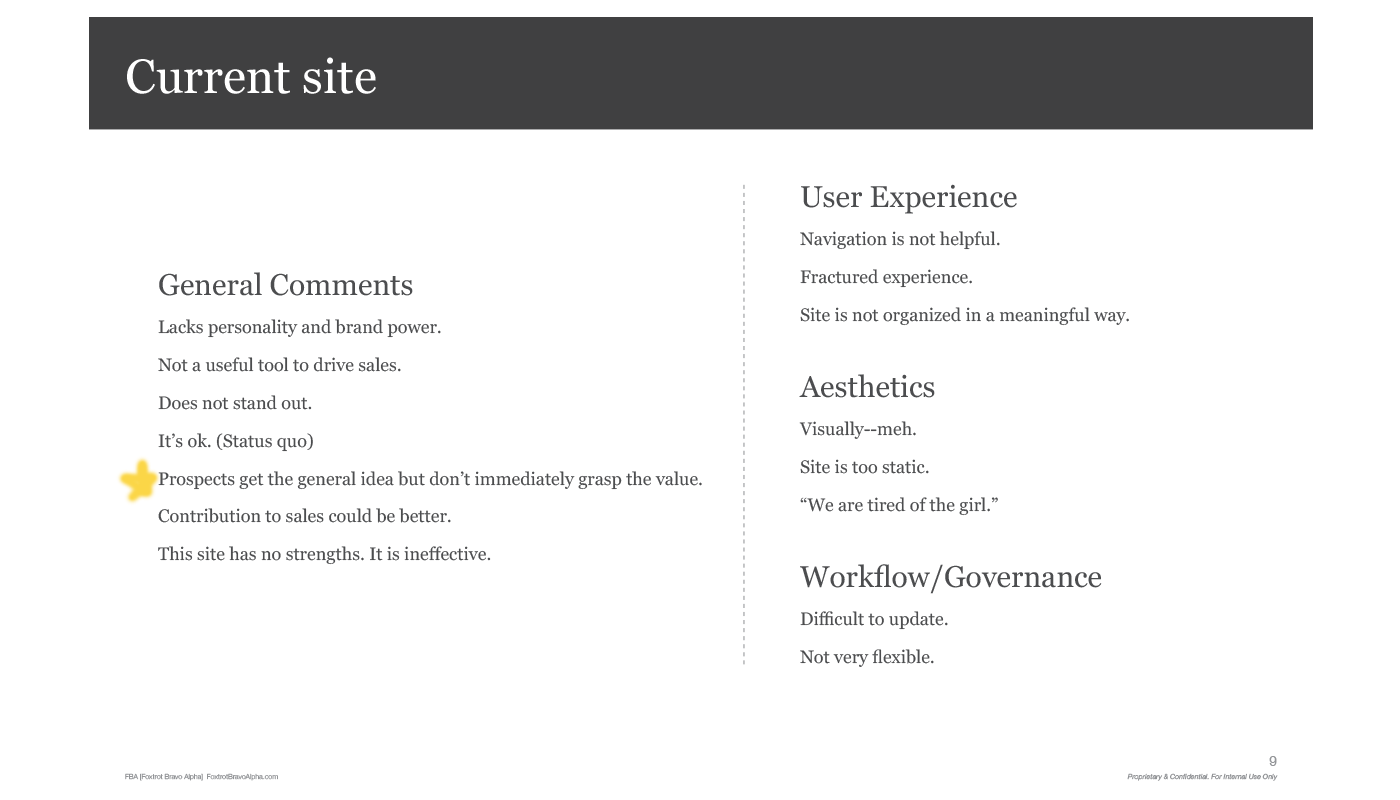 Current site
General Comments
Lacks personality and brand power.
Not a useful tool to drive sales.
Does not stand out.
It’s ok. (Status quo)
Prospects get the general idea but don’t immediately grasp the value.
Contribution to sales could be better.
This site has no strengths. It is ineffective.
User Experience
Navigation is not helpful.
Fractured experience.
Site is not organized in a meaningful way.
Aesthetics
Visually--meh.
Site is too static.
“We are tired of the girl.”
Workflow/Governance
Difficult to update.
Not very flexible.
9
FBA [Foxtrot Bravo Alpha] FoxtrotBravoAlpha.com
Proprietary & Confidential. For Internal Use Only